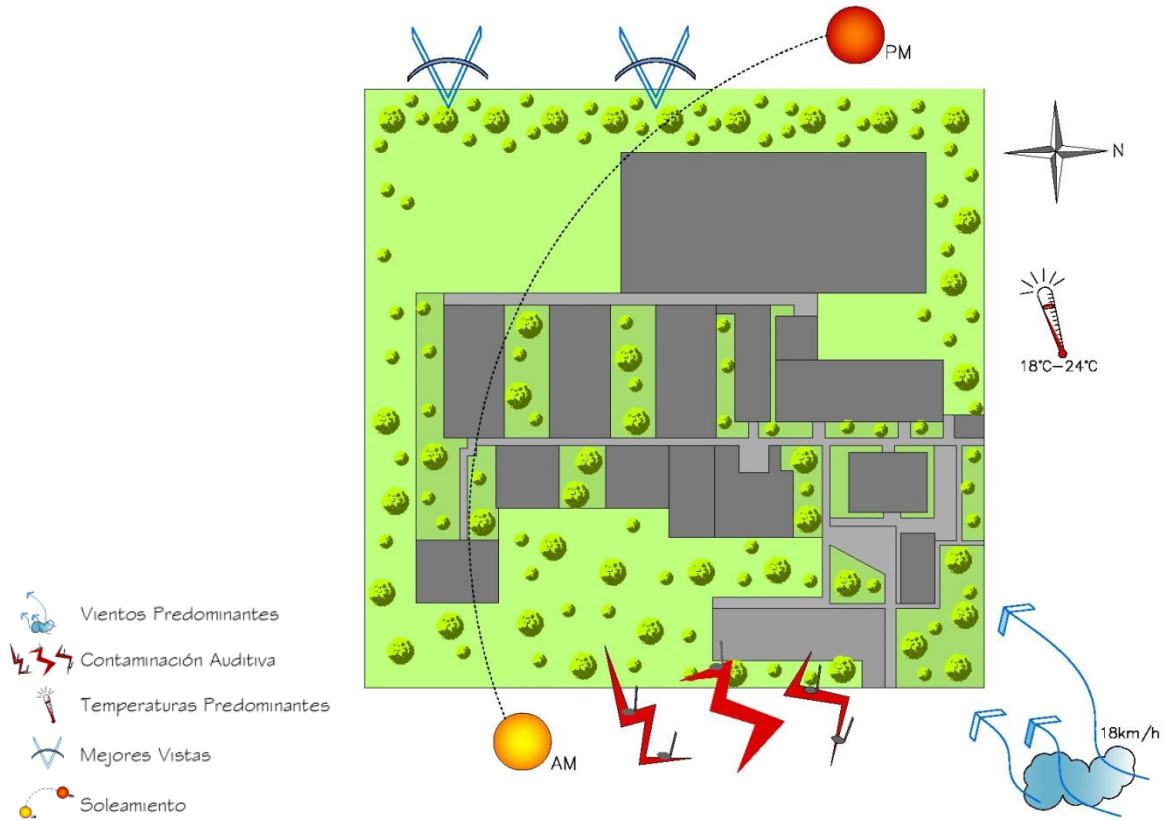 PM
N
18°C-24°C
Vientos Predominantes
Contaminación Auditiva
Temperaturas Predominantes
Mejores Vistas
Soleamiento
AM
18km/h